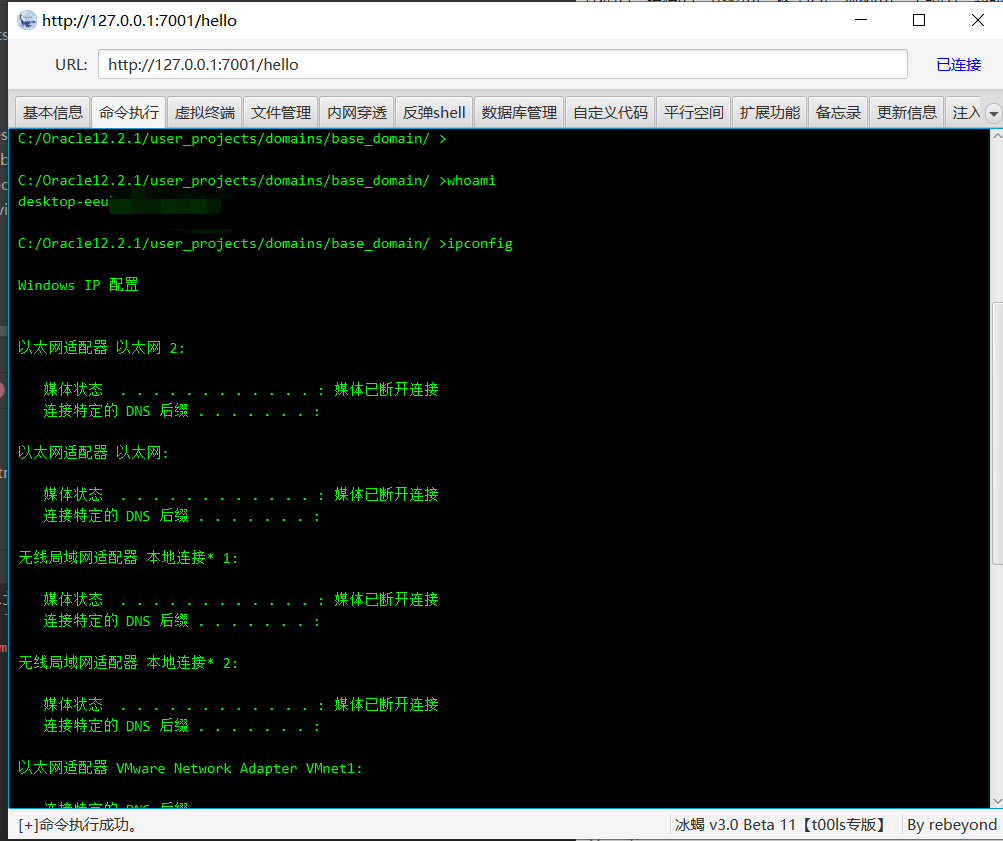 http://127.0.0.1:7001/hello
URL: http://127.0.0.1:7001/hello 已连接
基本信息 命令执行 虚拟终端 文件管理 内网穿透 反弹shell 数据库管理 自定义代码 平行空间 扩展功能 备忘录 更新信息 注入
C:/Oracle12.2.1/user_projects/domains/base_domain/ >
C:/Oracle12.2.1/user_projects/domains/base_domain/ >whoami
desktop-eeu
C:/Oracle12.2.1/user_projects/domains/base_domain/ >ipconfig
Windows IP 配置
以太网适配器 以太网 2:
媒体状态 . . . . . . . . . . . . : 媒体已断开连接
连接特定的 DNS 后缀 . . . . . . . :
以太网适配器 以太网:
媒体状态 . . . . . . . . . . . . : 媒体已断开连接
连接特定的 DNS 后缀 . . . . . . . :
无线局域网适配器 本地连接* 1:
媒体状态 . . . . . . . . . . . . : 媒体已断开连接
连接特定的 DNS 后缀 . . . . . . . :
无线局域网适配器 本地连接* 2:
媒体状态 . . . . . . . . . . . . : 媒体已断开连接
连接特定的 DNS 后缀 . . . . . . . :
以太网适配器 VMware Network Adapter VMnet1:
连接特定的 DNS 后缀
[+]命令执行成功。 冰蝎 v3.0 Beta 11【t00ls专版】 By rebeyond